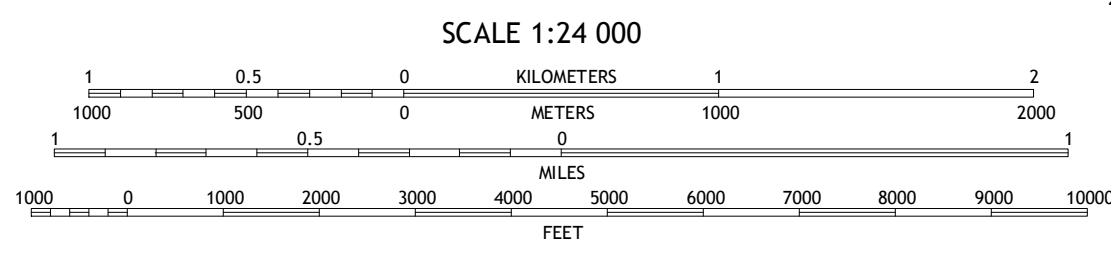 SCALE 1:24 000
1 0.5 0 KILOMETERS 1 2
1000 500 0 METERS 1000 2000
1 0.5 0 1
MILES
1000 0 1000 2000 3000 4000 5000 6000 7000 8000 9000 10000
FEET